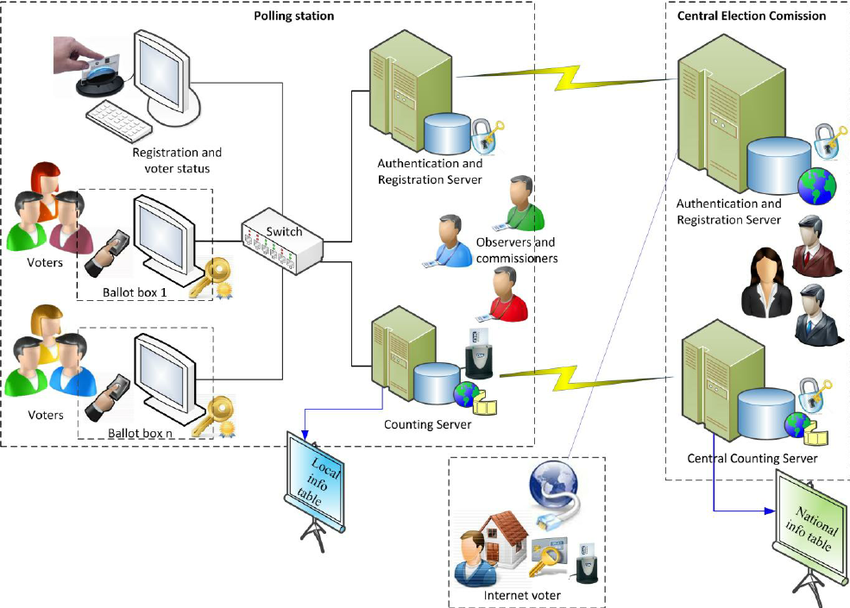 Polling station
Central Election Comission
Registration and
voter status
Authentication and
Registration Server
Authentication and
Registration Server
Switch
Observers and
commissioners
Voters
Ballot box 1
Voters
Ballot box n
Counting Server
Central Counting Server
Local
info
table
National
info table
Internet voter